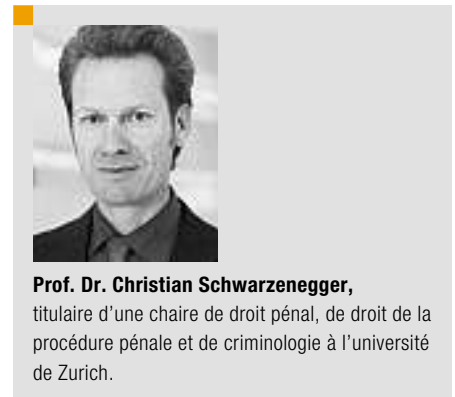 Prof. Dr. Christian Schwarzenegger,
titulaire d'une chaire de droit pénal, de droit de la
procédure pénale et de criminologie à l'université
de Zurich.